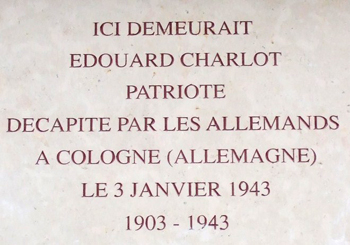 ICI DEMEURAIT
EDOUARD CHARLOT
PATRIOTE
DECAPITE PAR LES ALLEMANDS
A COLOGNE (ALLEMAGNE)
LE 3 JANVIER 1943
1903 - 1943